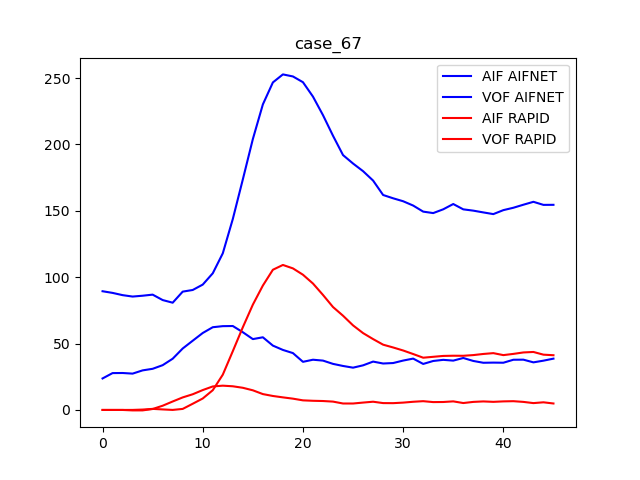 case_67
AIF AIFNET
VOF AIFNET
AIF RAPID
VOF RAPID
250
200
150
100
50
0
0 10 20 30 40